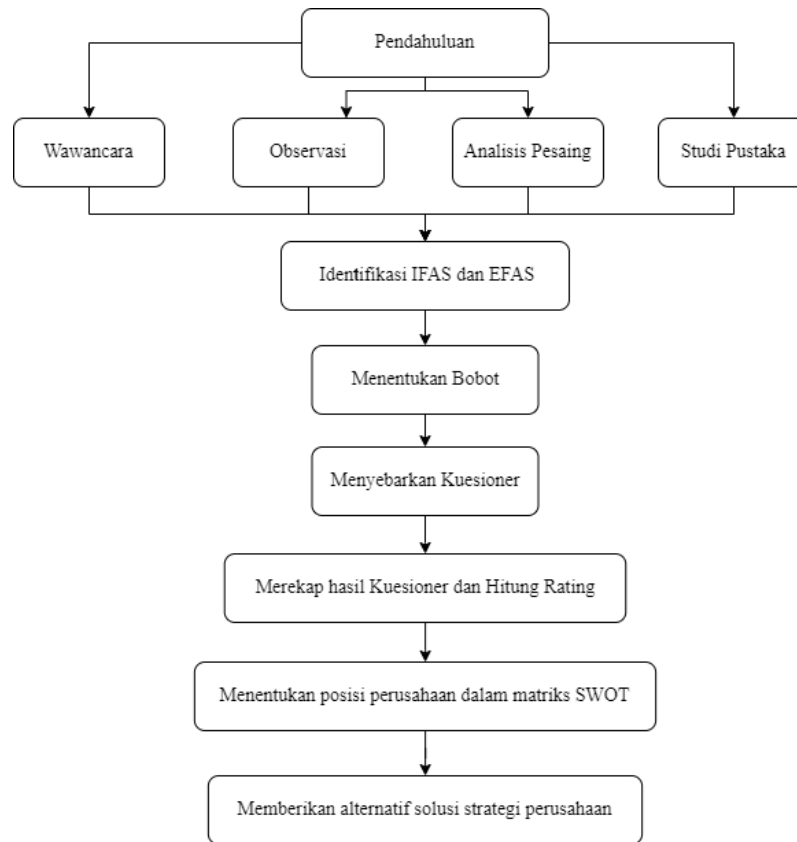 Pendahuluan
Wawancara
Observasi
Analisis Pesaing
Studi Pustaka
Identifikasi IFAS dan EFAS
Menentukan Bobot
Menyebarkan Kuesioner
Merekap hasil Kuesioner dan Hitung Rating
Menentukan posisi perusahaan dalam matriks SWOT
Memberikan alternatif solusi strategi perusahaan